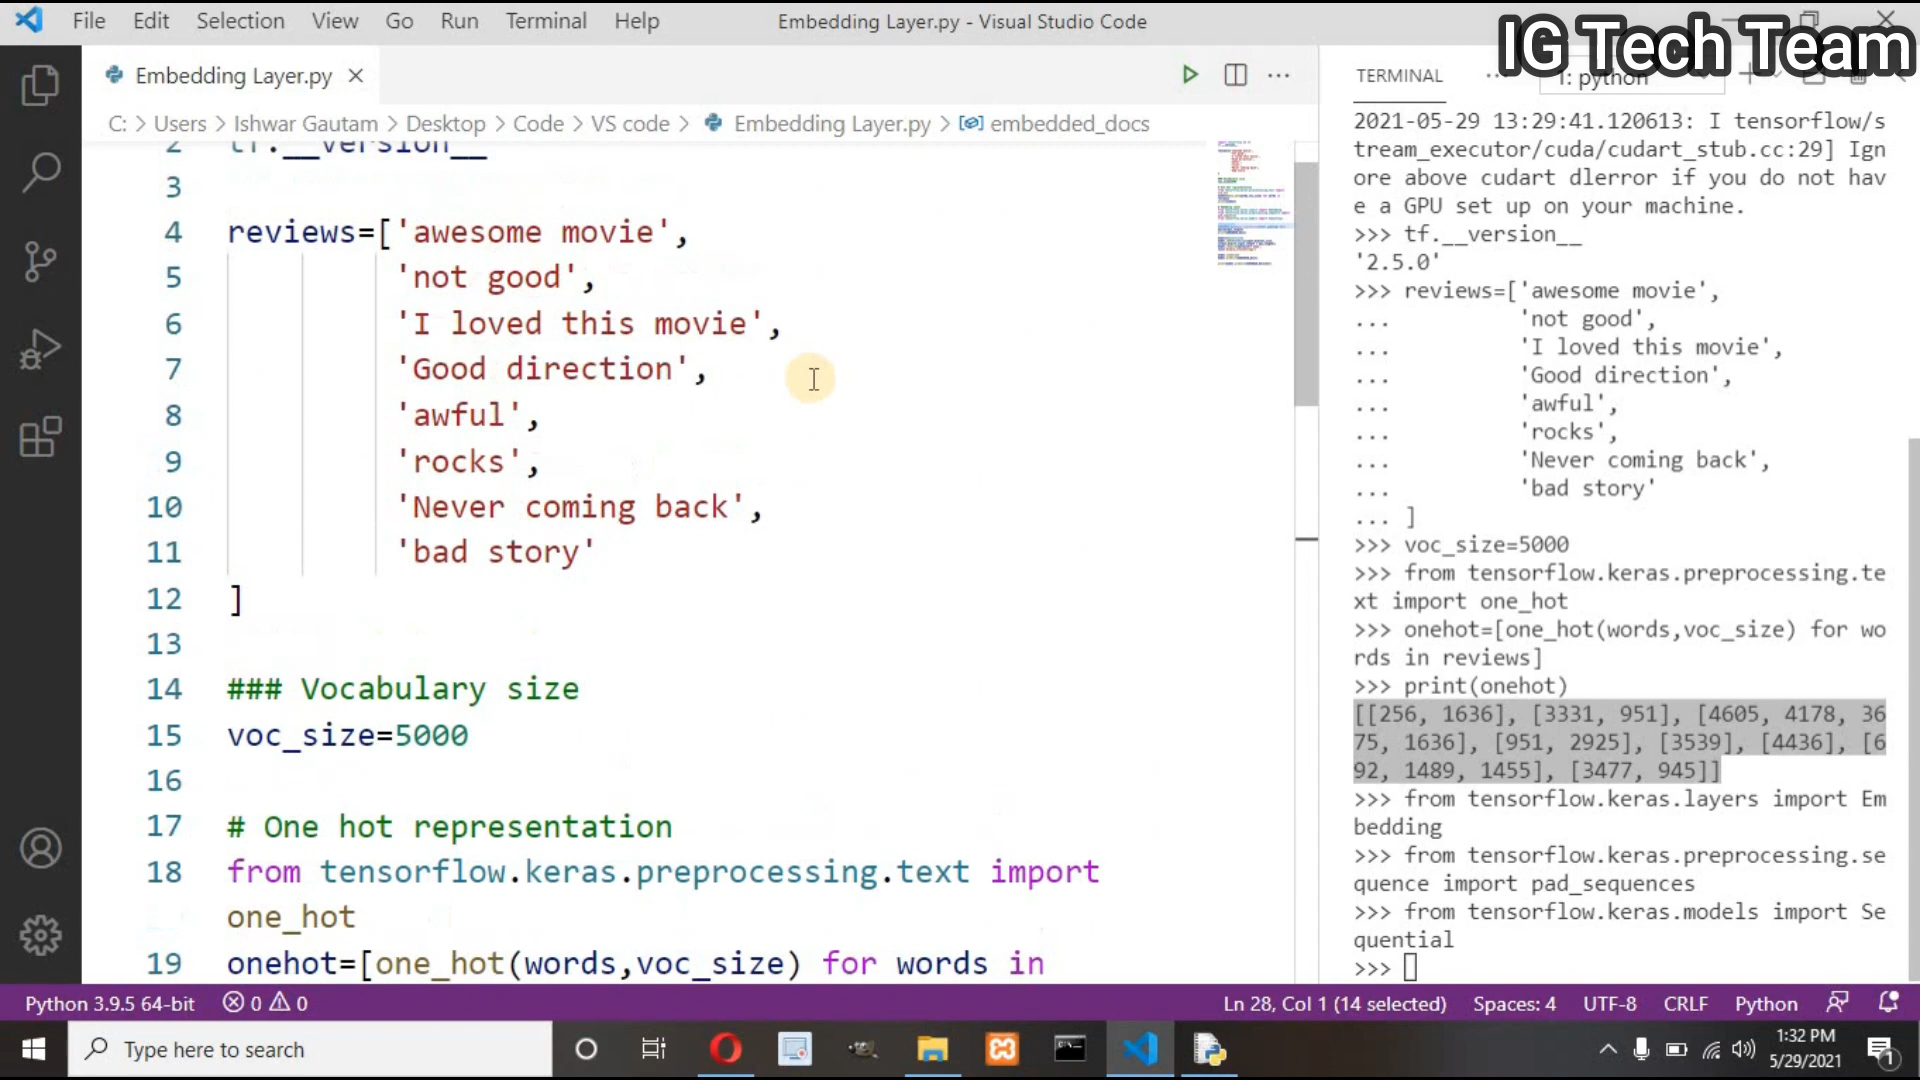 File Edit Selection View Go Run Terminal Help
Embedding Layer.py - Visual Studio Code
IG Tech Team
Embedding Layer.py
C: > Users > Ishwar Gautam > Desktop > Code > VS code > Embedding Layer.py > embedded_docs
2 tf.__version__
3
4 reviews=['awesome movie',
5 'not good',
6 'I loved this movie',
7 'Good direction',
8 'awful',
9 'rocks',
10 'Never coming back',
11 'bad story'
12 ]
13
14 ### Vocabulary size
15 voc_size=5000
16
17 # One hot representation
18 from tensorflow.keras.preprocessing.text import
one_hot
19 onehot=[one_hot(words,voc_size) for words in
TERMINAL
1: python
2021-05-29 13:29:41.120613: I tensorflow/s
tream_executor/cuda/cudart_stub.cc:29] Ign
ore above cudart dlerror if you do not hav
e a GPU set up on your machine.
>>> tf.__version__
'2.5.0'
>>> reviews=['awesome movie',
... 'not good',
... 'I loved this movie',
... 'Good direction',
... 'awful',
... 'rocks',
... 'Never coming back',
... 'bad story'
... ]
>>> voc_size=5000
>>> from tensorflow.keras.preprocessing.te
xt import one_hot
>>> onehot=[one_hot(words,voc_size) for wo
rds in reviews]
>>> print(onehot)
[[256, 1636], [3331, 951], [4605, 4178, 36
75, 1636], [951, 2925], [3539], [4436], [6
92, 1489, 1455], [3477, 945]]
>>> from tensorflow.keras.layers import Em
bedding
>>> from tensorflow.keras.preprocessing.se
quence import pad_sequences
>>> from tensorflow.keras.models import Se
quential
>>>
Python 3.9.5 64-bit 0 0
Ln 28, Col 1 (14 selected) Spaces: 4 UTF-8 CRLF Python
Type here to search
1:32 PM
5/29/2021
1